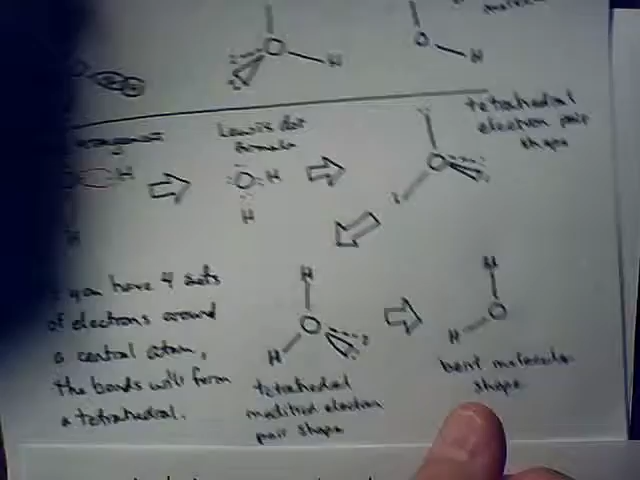 O
H
O
H
tetrahedral
electron pair
shape
Lewis dot
formula
H
O H
H
O
H
O
H
H
O
H
you have 4 sets
of electrons around
a central atom,
the bonds will form
a tetrahedral.
tetrahedral
modified electron
pair shape
bent molecular
shape